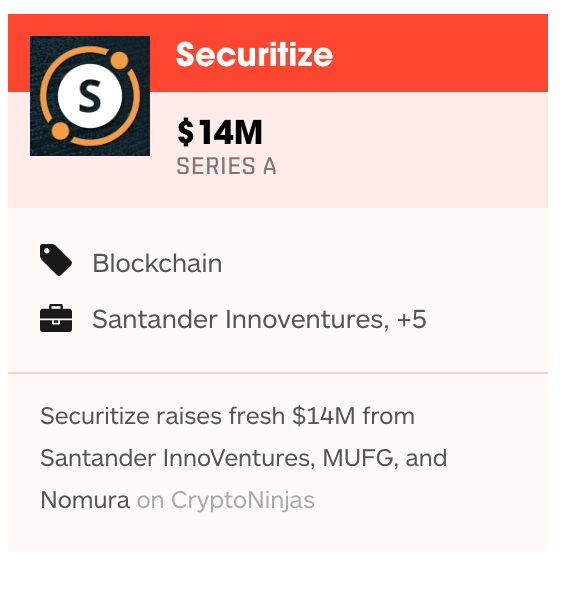 Securitize
S
$14M
SERIES A
Blockchain
Santander Innoventures, +5
Securitize raises fresh $14M from
Santander InnoVentures, MUFG, and
Nomura on CryptoNinjas